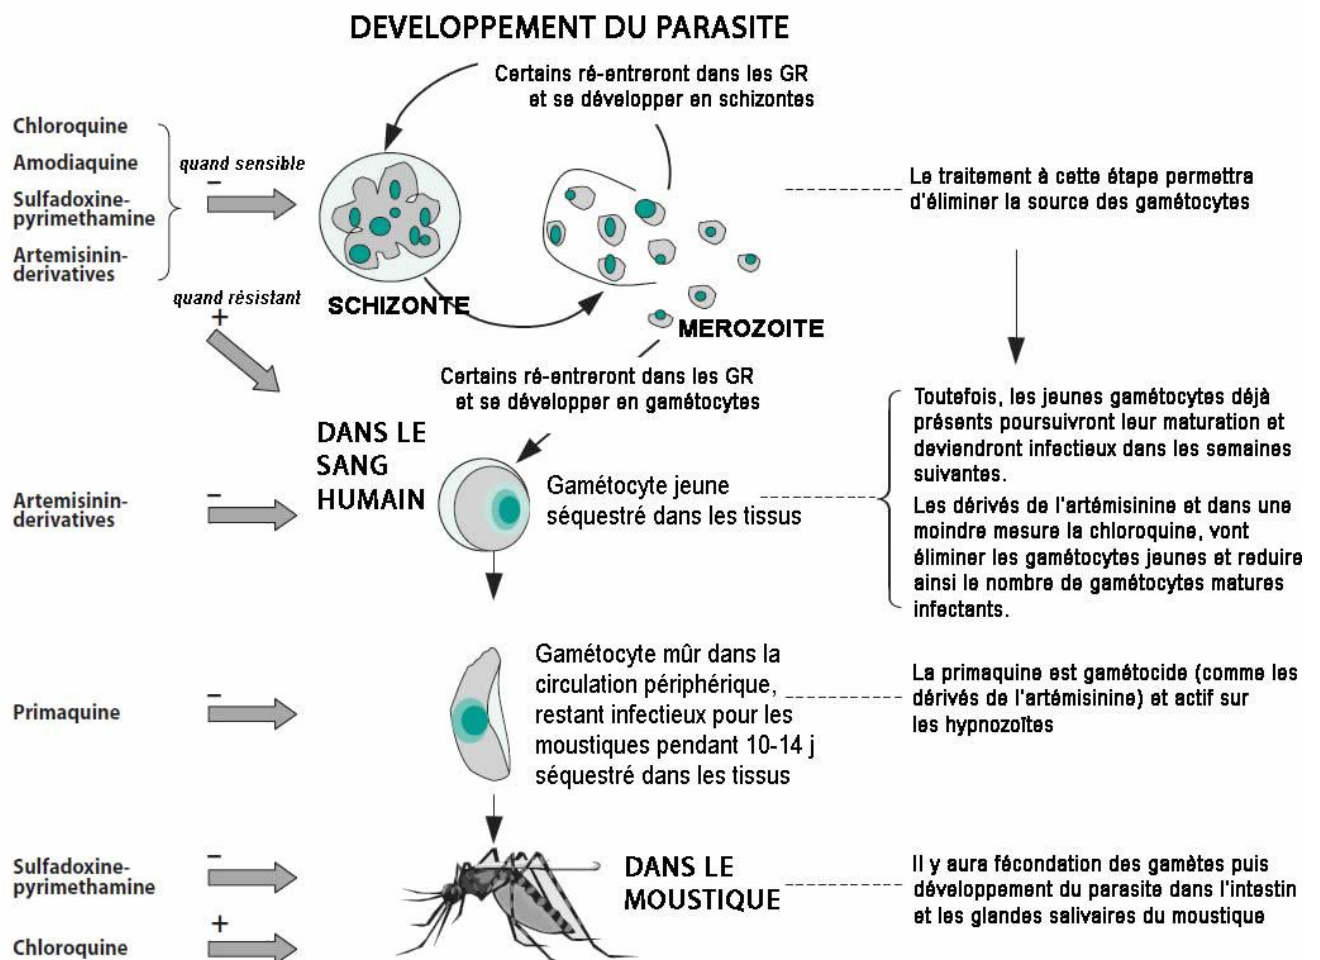 DEVELOPPEMENT DU PARASITE
Certains ré-entreront dans les GR
et se développer en schizontes
Chloroquine
Amodiaquine
Sulfadoxine-
pyrimethamine
Artemisinin-
derivatives
quand sensible
−
quand résistant
+
SCHIZONTE
MEROZOITE
Le traitement à cette étape permettra
d'éliminer la source des gamétocytes
Certains ré-entreront dans les GR
et se développer en gamétocytes
DANS LE
SANG
HUMAIN
Artemisinin-
derivatives
−
Gamétocyte jeune
séquestré dans les tissus
Toutefois, les jeunes gamétocytes déjà
présents poursuivront leur maturation et
deviendront infectieux dans les semaines
suivantes.
Les dérivés de l'artémisinine et dans une
moindre mesure la chloroquine, vont
éliminer les gamétocytes jeunes et reduire
ainsi le nombre de gamétocytes matures
infectants.
Primaquine
−
Gamétocyte mûr dans la
circulation périphérique,
restant infectieux pour les
moustiques pendant 10-14 j
séquestré dans les tissus
La primaquine est gamétocide (comme les
dérivés de l'artémisinine) et actif sur
les hypnozoïtes
Sulfadoxine-
pyrimethamine
−
Chloroquine
+
DANS LE
MOUSTIQUE
Il y aura fécondation des gamètes puis
développement du parasite dans l'intestin
et les glandes salivaires du moustique